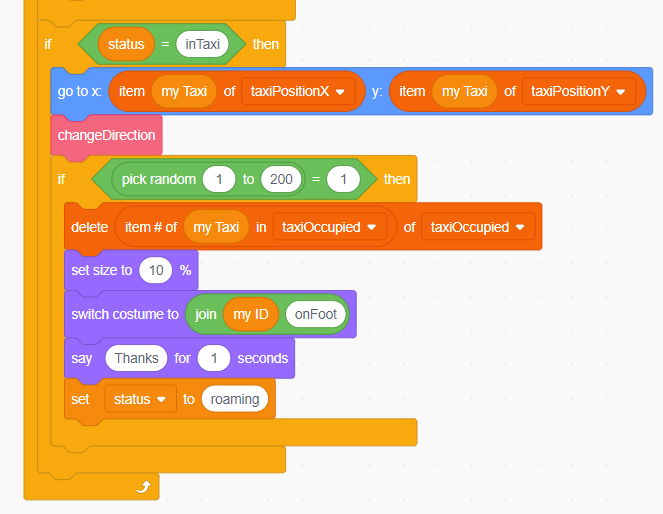 if status = inTaxi then
go to x: item my Taxi of taxiPositionX y: item my Taxi of taxiPositionY
changeDirection
if pick random 1 to 200 = 1 then
delete item # of my Taxi in taxiOccupied of taxiOccupied
set size to 10 %
switch costume to join my ID onFoot
say Thanks for 1 seconds
set status to roaming